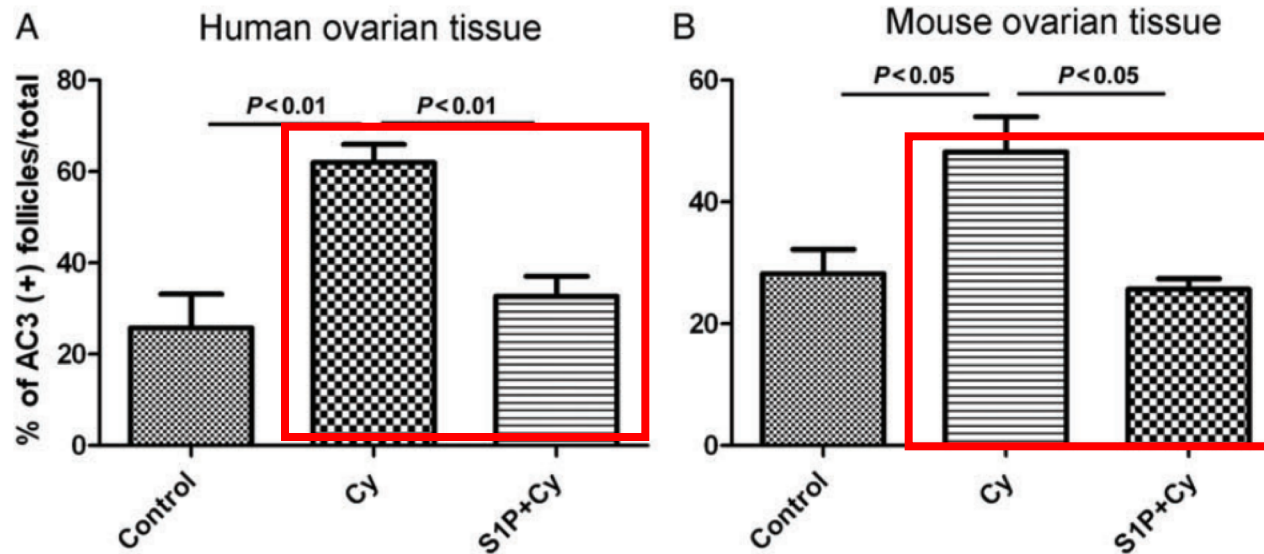 A Human ovarian tissue
% of AC3 (+) follicles/total
80
60
40
20
0
P<0.01 P<0.01
Control Cy S1P+Cy
B Mouse ovarian tissue
60
40
20
0
P<0.05 P<0.05
Control Cy S1P+Cy